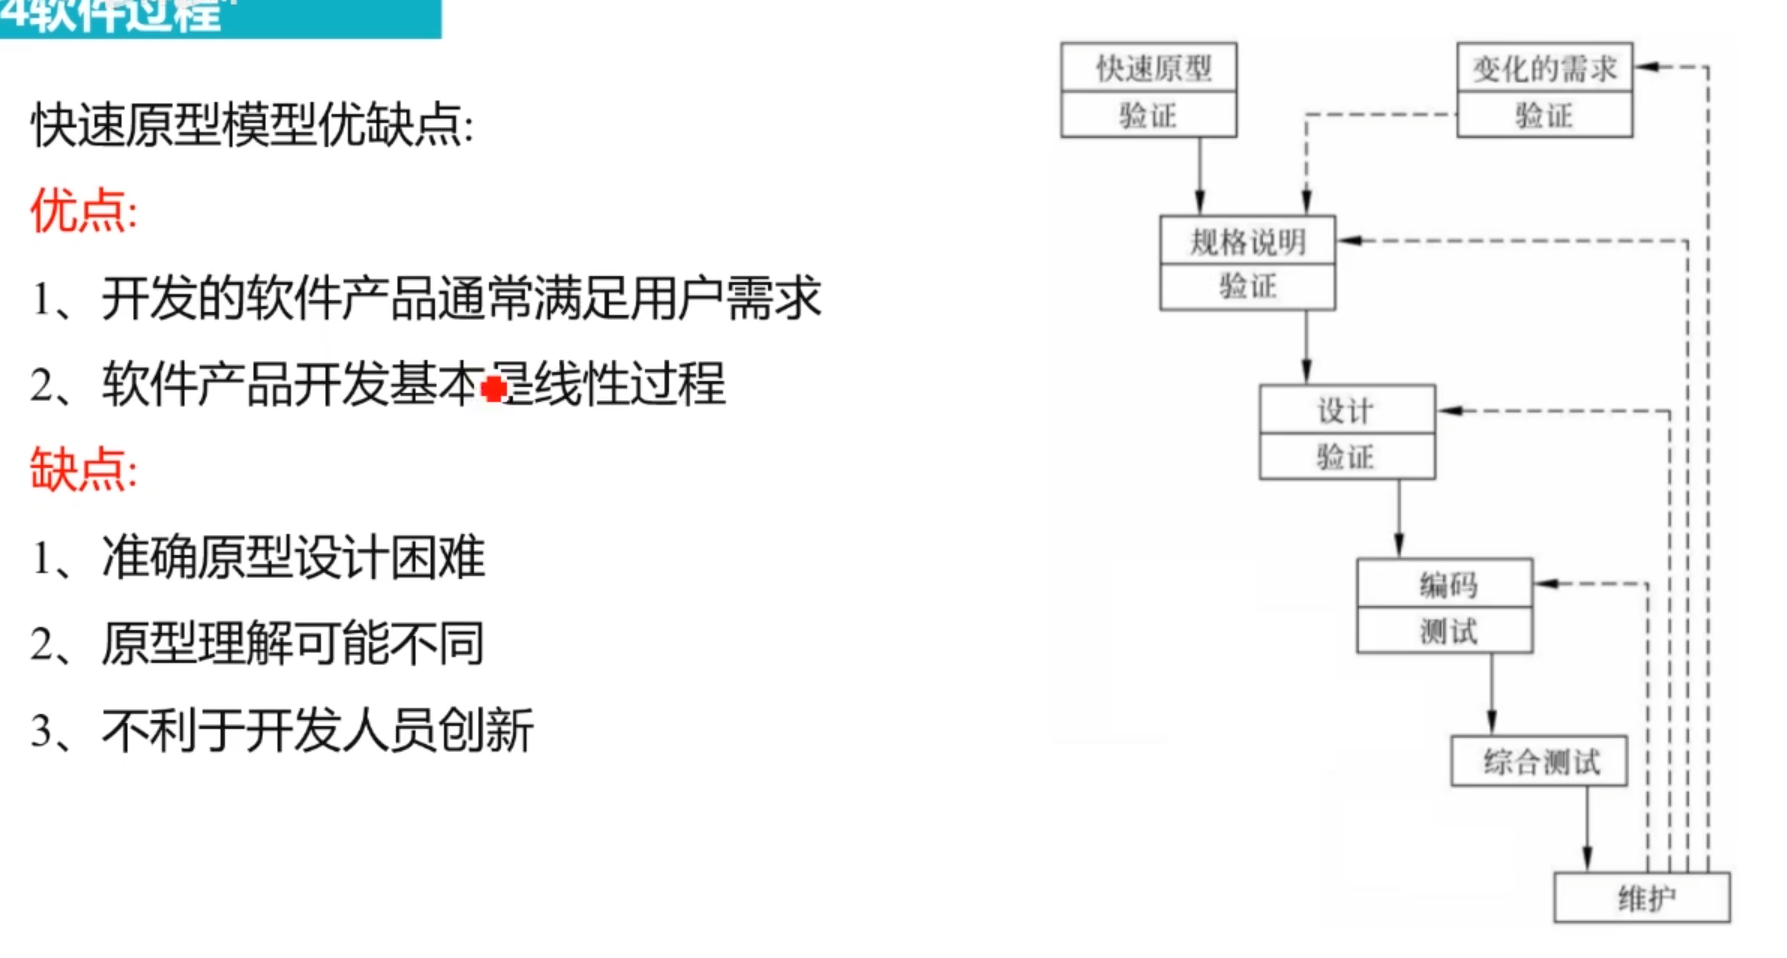 4软件过程
快速原型模型优缺点:
优点:
1、开发的软件产品通常满足用户需求
2、软件产品开发基本是线性过程
缺点:
1、准确原型设计困难
2、原型理解可能不同
3、不利于开发人员创新
快速原型
验证
变化的需求
验证
规格说明
验证
设计
验证
编码
测试
综合测试
维护